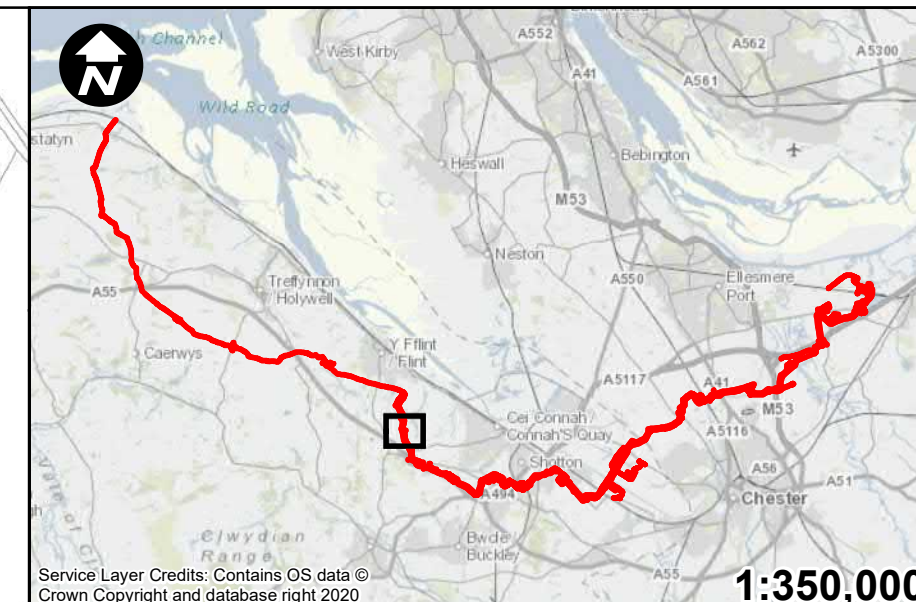 N
h Channel
West Kirby
A552
A562
A5300
A41
A561
Wild Road
statyn
Heswall
Bebington
M53
Neston
A550
Ellesmere
Port
Treffynnon
/ Holywell
A55
Caerwys
Y Fflint
/ Flint
A5117
A41
M53
Cei Connah /
Connah'S Quay
A5116
Shotton
A494
A56
A51
Chester
Clwydian
Range
Bwcle
Buckley
A55
Service Layer Credits: Contains OS data ©
Crown Copyright and database right 2020
1:350,000